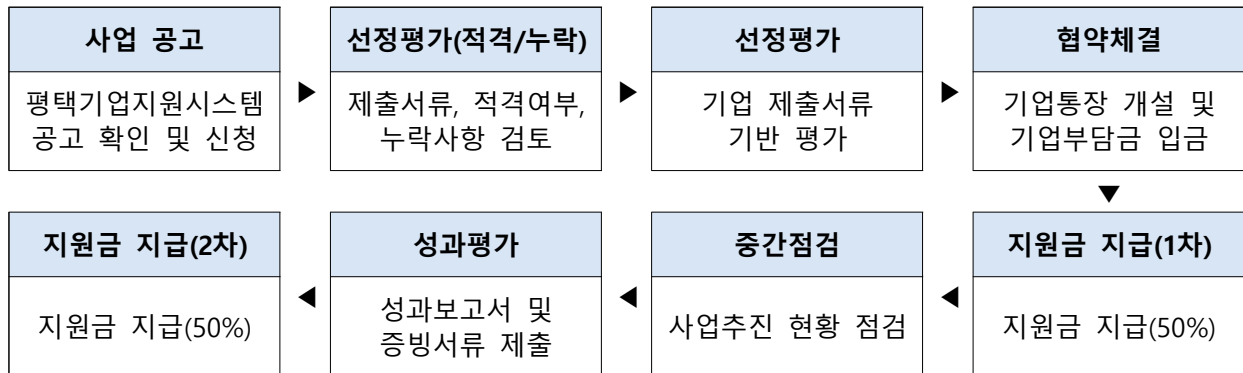 사업 공고
평택기업지원시스템
공고 확인 및 신청
▶
선정평가(적격/누락)
제출서류, 적격여부,
누락사항 검토
▶
선정평가
기업 제출서류
기반 평가
▶
협약체결
기업통장 개설 및
기업부담금 입금
▼
지원금 지급(1차)
지원금 지급(50%)
◀
중간점검
사업추진 현황 점검
◀
성과평가
성과보고서 및
증빙서류 제출
◀
지원금 지급(2차)
지원금 지급(50%)